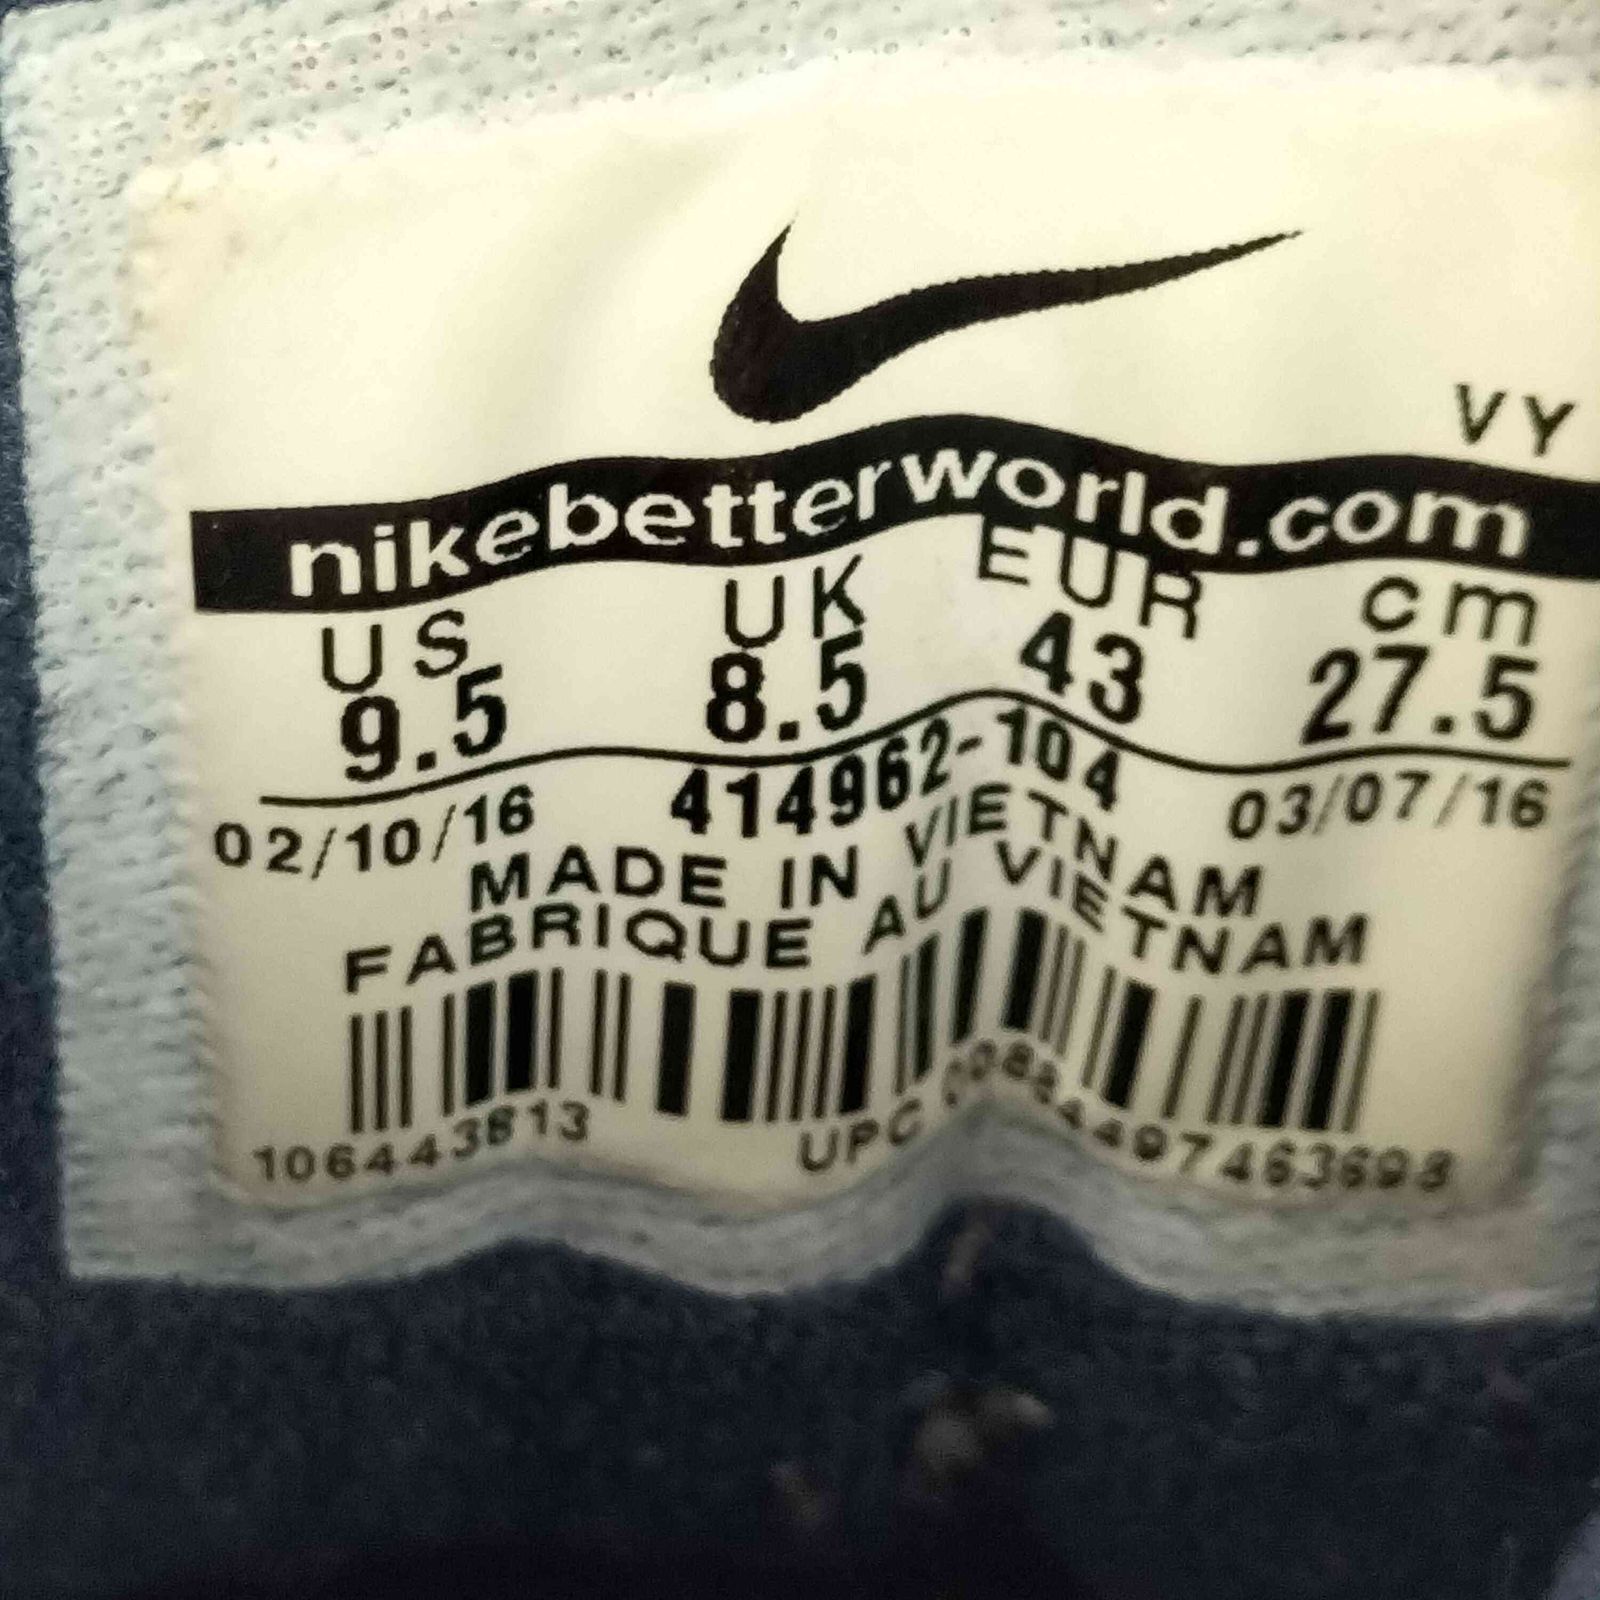 VY
nikebetterworld.com
US UK EUR cm
9.5 8.5 43 27.5
02/10/16 414962-104 03/07/16
MADE IN VIETNAM
FABRIQUE AU VIETNAM
106443813 UPC